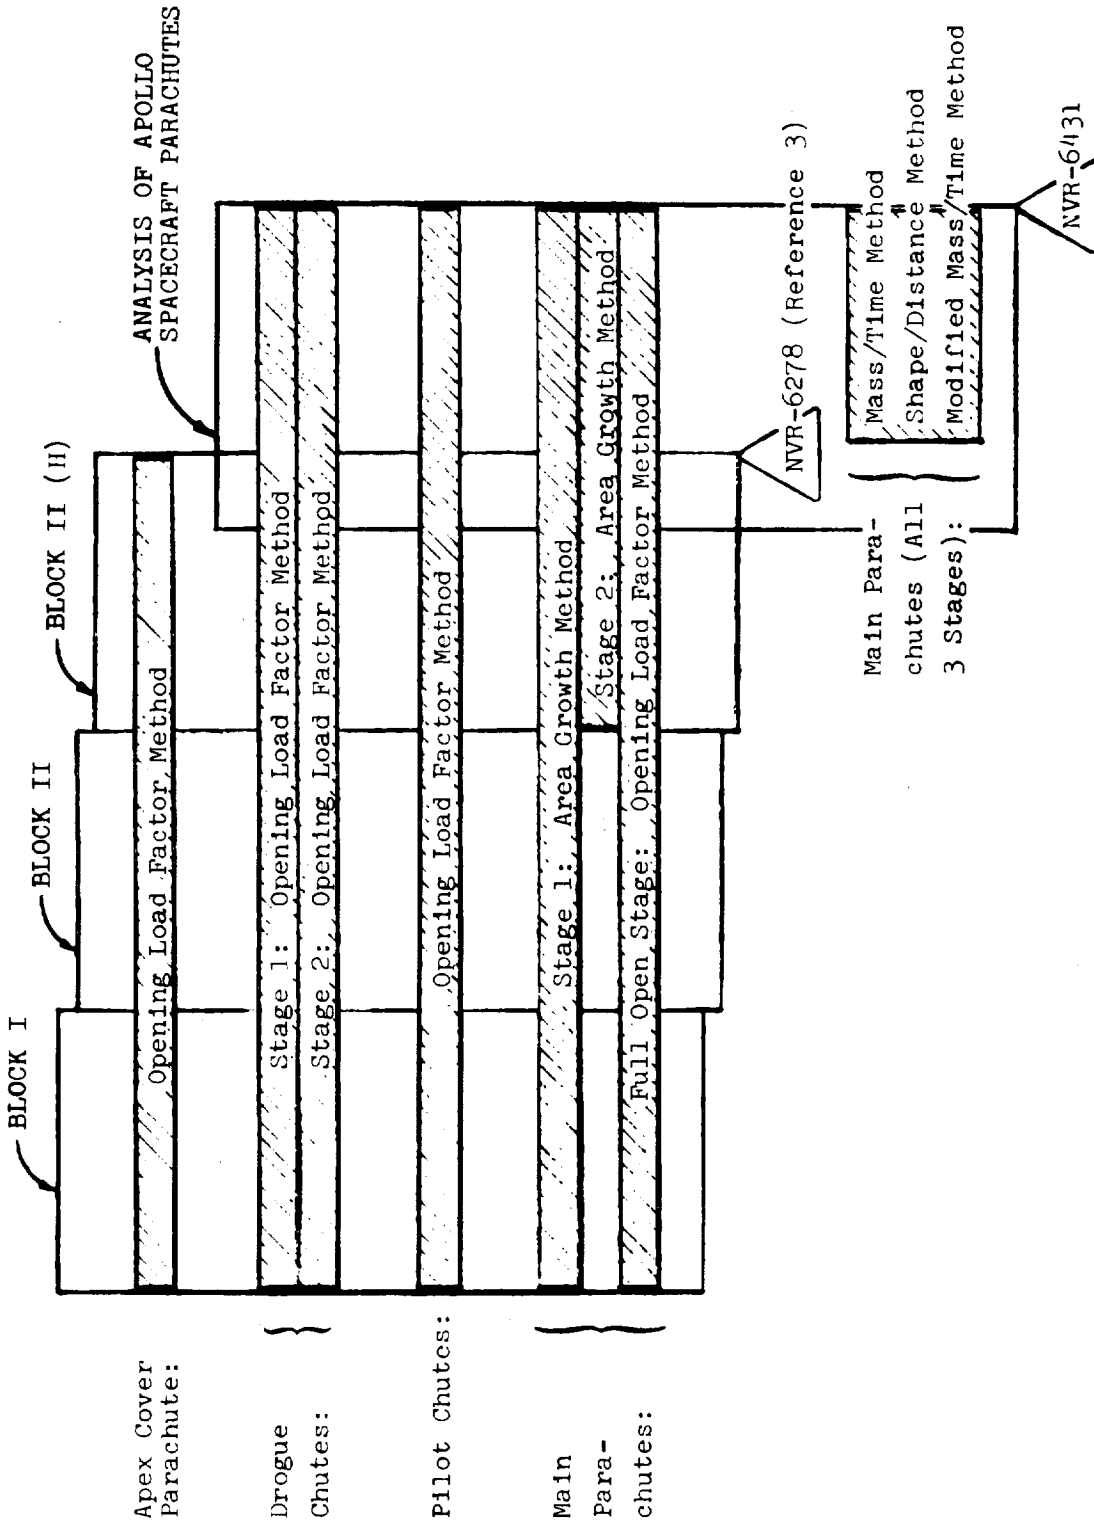 BLOCK I
BLOCK II
BLOCK II (H)
ANALYSIS OF APOLLO
SPACECRAFT PARACHUTES
Apex Cover
Parachute:
Opening Load Factor Method
Drogue
Chutes:
Stage 1: Opening Load Factor Method
Stage 2: Opening Load Factor Method
Pilot Chutes:
Opening Load Factor Method
Main
Para-
chutes:
Stage 1: Area Growth Method
Stage 2: Area Growth Method
Full Open Stage: Opening Load Factor Method
NVR-6278 (Reference 3)
Main Para-
chutes (All
3 Stages):
Mass/Time Method
Shape/Distance Method
Modified Mass/Time Method
NVR-6431